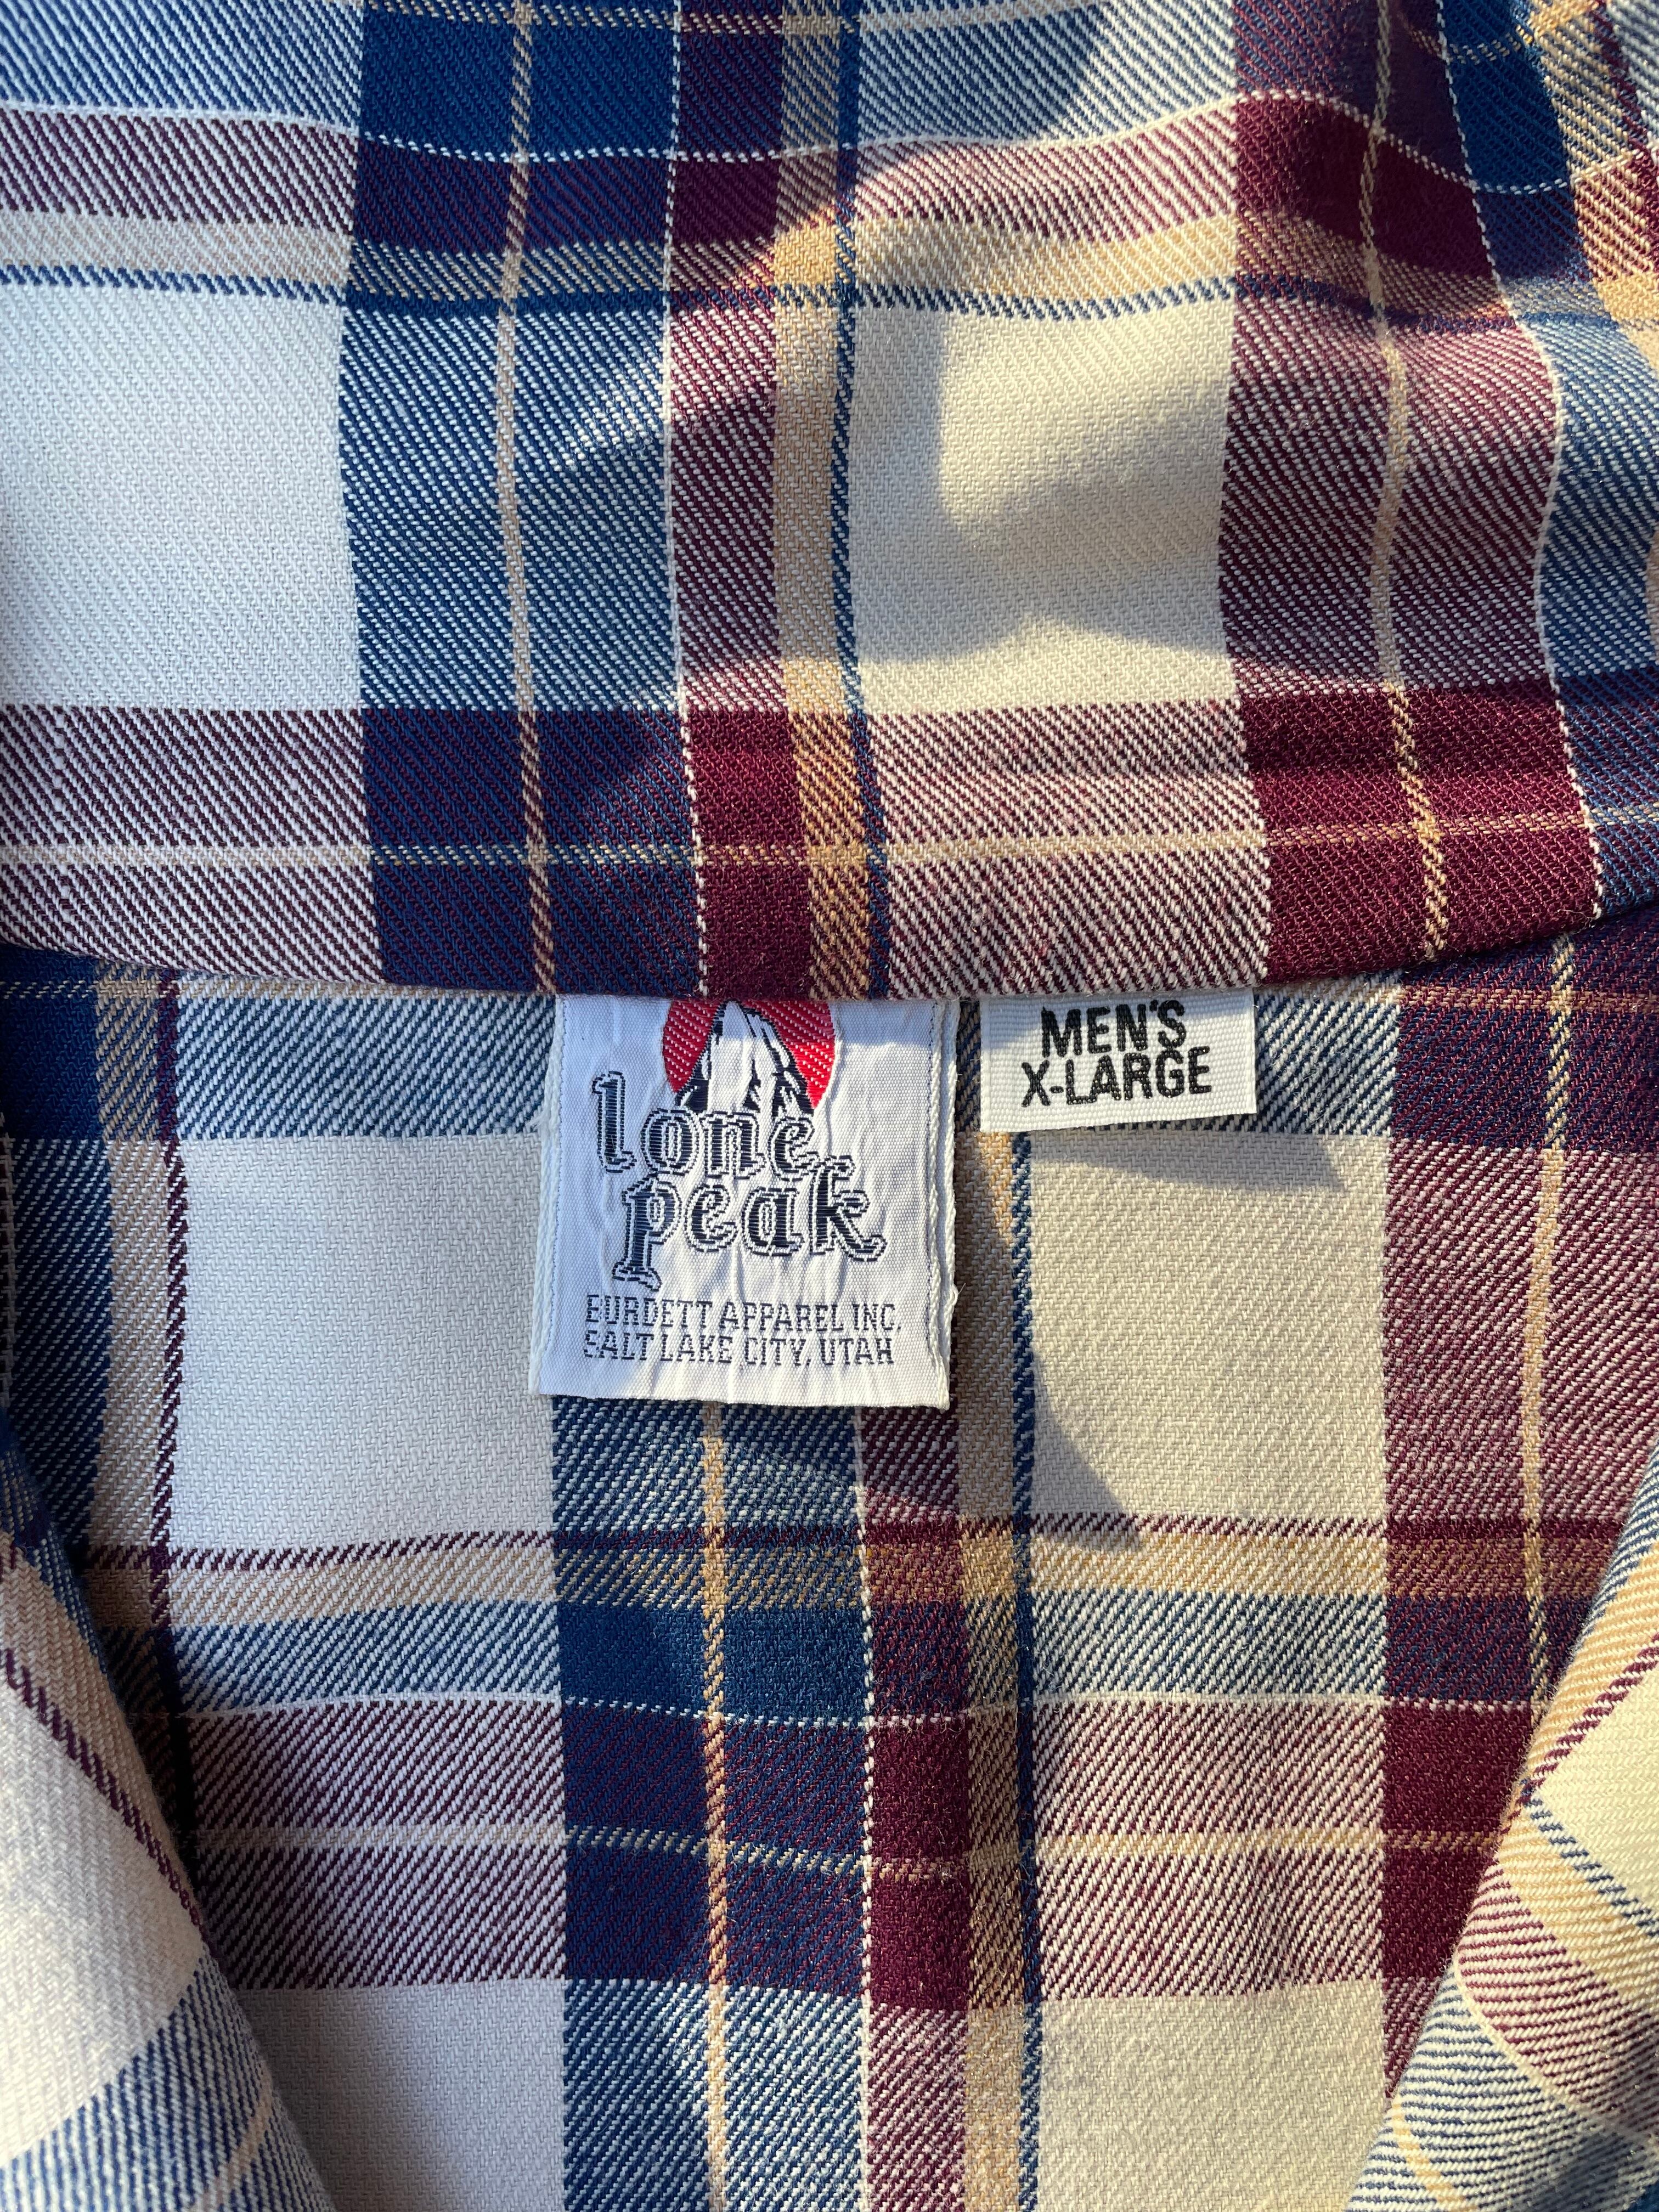 lone
peak
BURDETT APPAREL INC.
SALT LAKE CITY, UTAH
MEN'S
X-LARGE